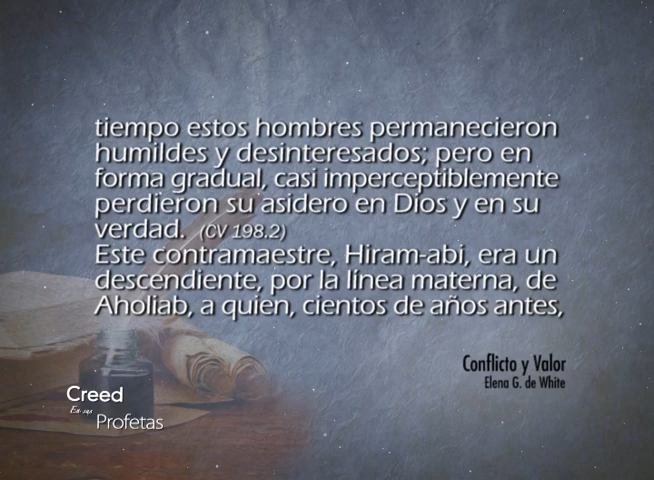 tiempo estos hombres permanecieron
humildes y desinteresados; pero en
forma gradual, casi imperceptiblemente
perdieron su asidero en Dios y en su
verdad. (CV 198.2)
Este contramaestre, Hiram-abi, era un
descendiente, por la línea materna, de
Aholiab, a quien, cientos de años antes,
Conflicto y Valor
Elena G. de White
Creed
En sus
Profetas